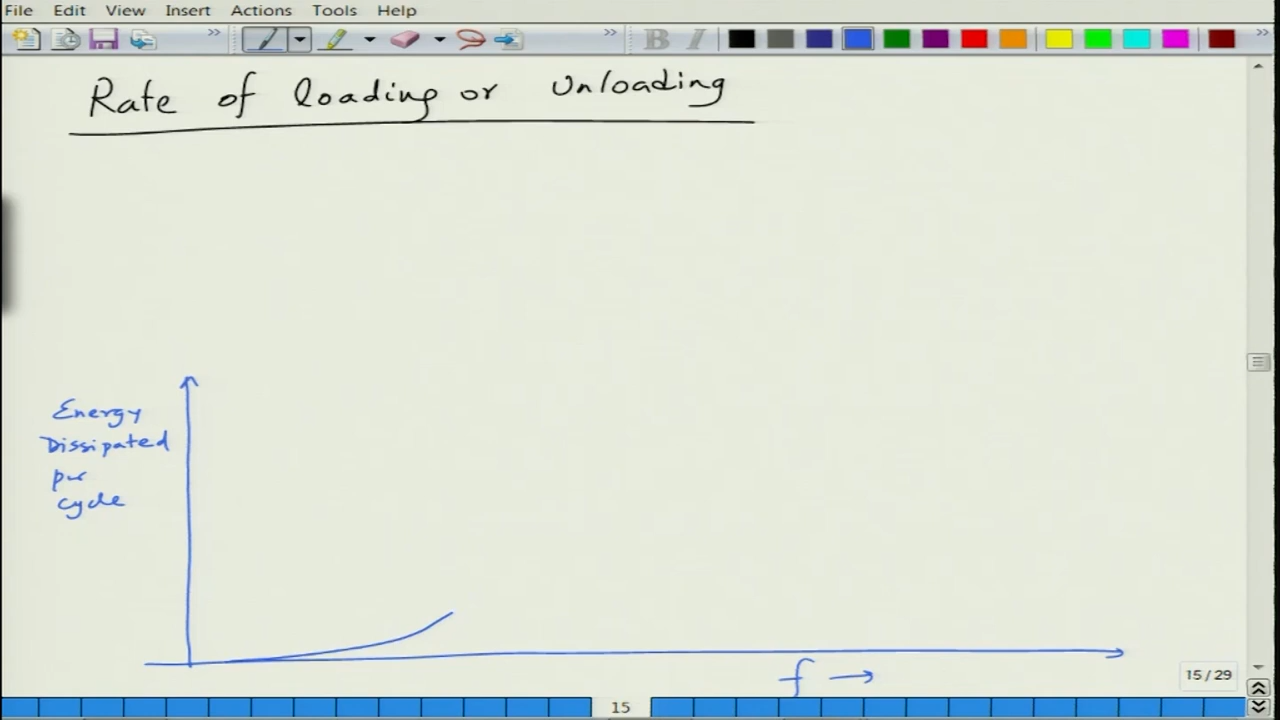 File Edit View Insert Actions Tools Help
B I
Rate of loading or Unloading
Energy
Dissipated
per
cycle
f
15 / 29
15